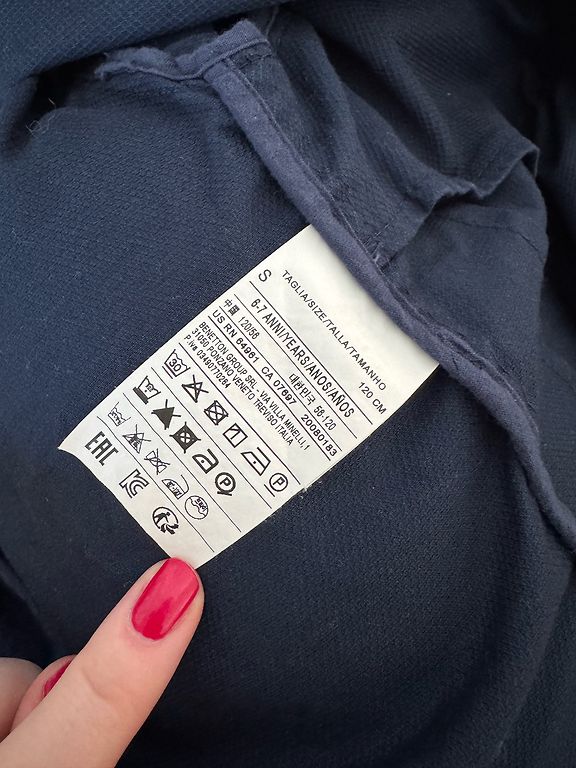 TAGLIA/SIZE/TALLA/TAMANHO
S 120 CM
6-7 ANNI/YEARS/ANOS/AÑOS
中国 120/56 대한민국 56-120
US RN 64961, CA 07697 20080183
BENETTON GROUP SRL - VIA VILLA MINELLI, 1
31050 PONZANO VENETO TREVISO ITALIA
P.Iva 03490770264
30 P
P
EAC